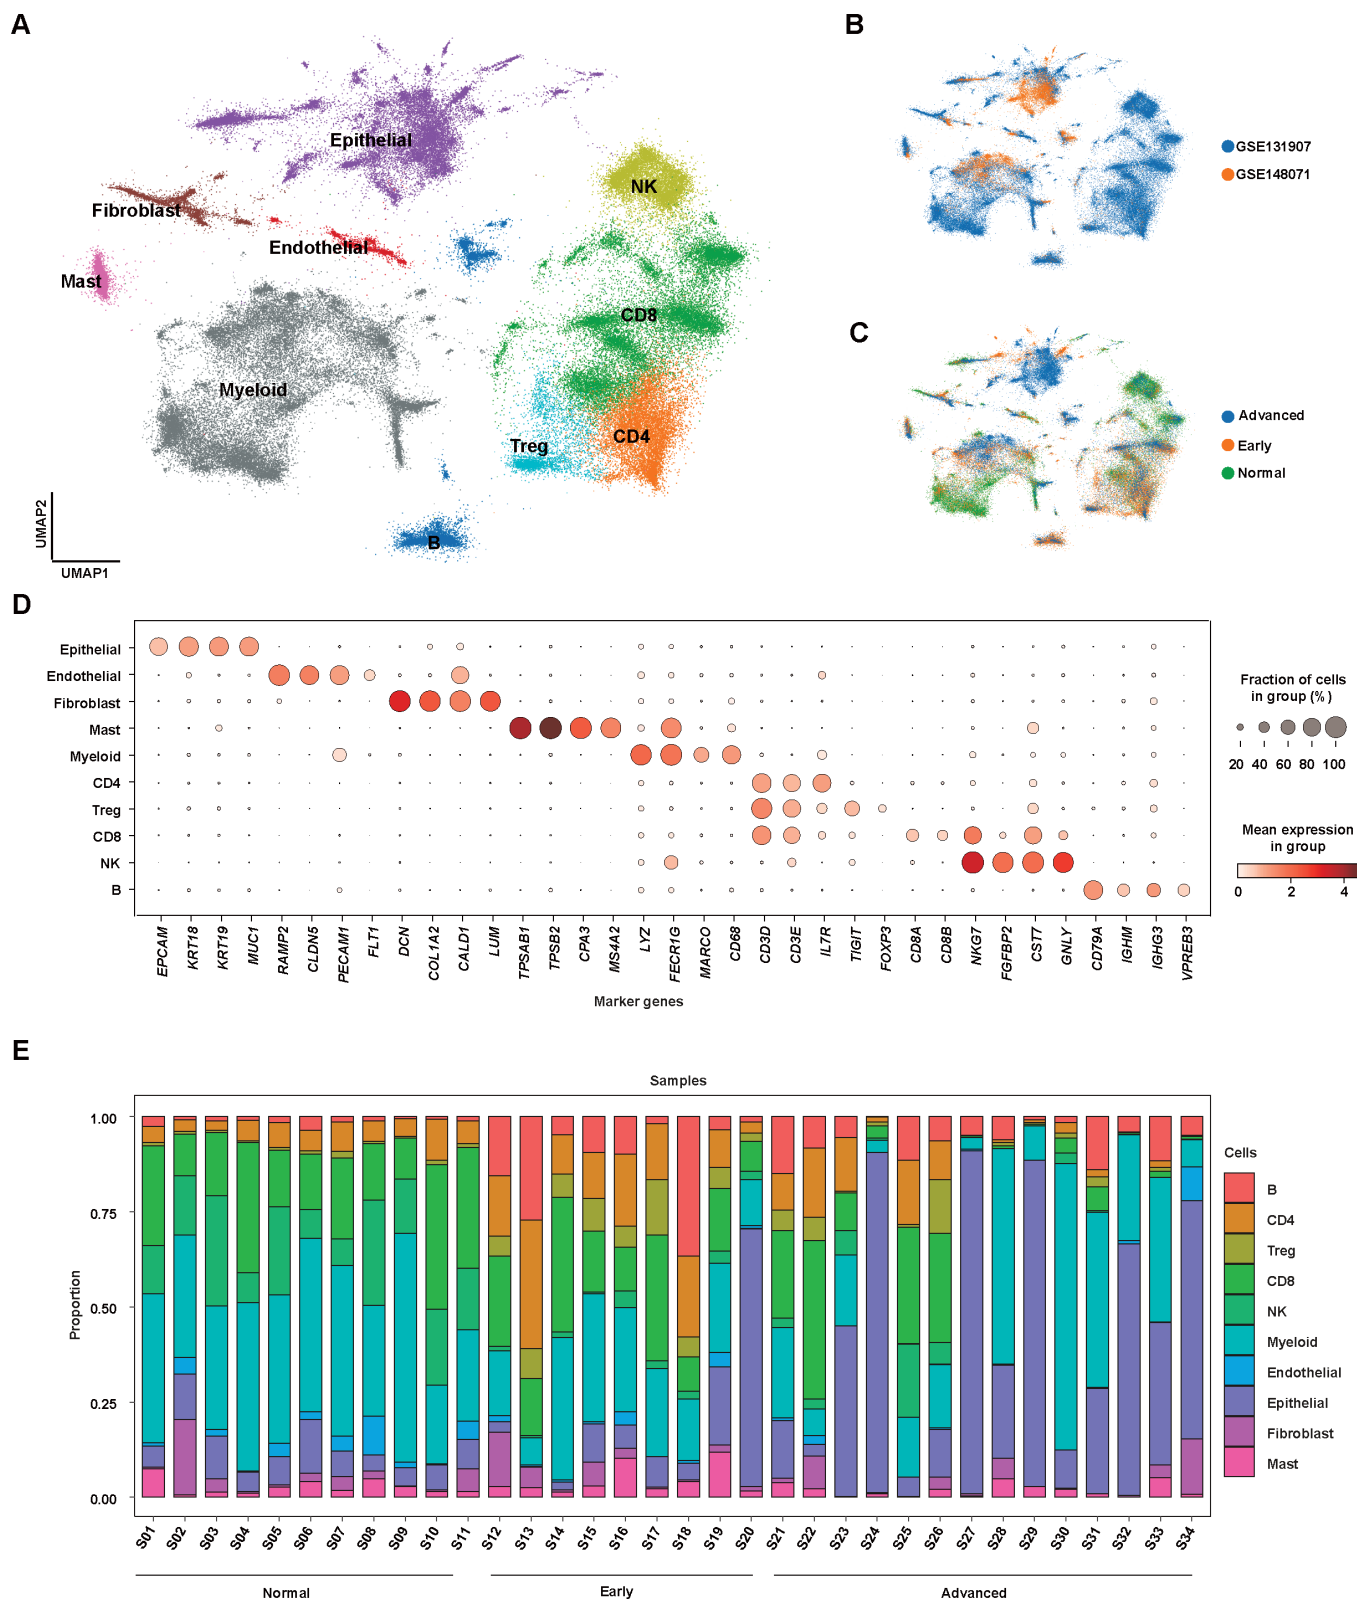 A
Epithelial
NK
Fibroblast
Endothelial
Mast
CD8
Myeloid
CD4
Treg
B
UMAP2
UMAP1
B
GSE131907
GSE148071
C
Advanced
Early
Normal
D
Epithelial
Endothelial
Fibroblast
Mast
Myeloid
CD4
Treg
CD8
NK
B
EPCAM KRT18 KRT19 MUC1 RAMP2 CLDN5 PECAM1 FLT1 DCN COL1A2 CALD1 LUM TPSAB1 TPSB2 CPA3 MS4A2 LYZ FECR1G MARCO CD68 CD3D CD3E IL7R TIGIT FOXP3 CD8A CD8B NKG7 FGFBP2 CST7 GNLY CD79A IGHM IGHG3 VPREB3
Marker genes
Fraction of cells
in group (%)
20 40 60 80 100
Mean expression
in group
0 2 4
E
Samples
1.00
0.75
0.50
0.25
0.00
Proportion
S01 S02 S03 S04 S05 S06 S07 S08 S09 S10 S11 S12 S13 S14 S15 S16 S17 S18 S19 S20 S21 S22 S23 S24 S25 S26 S27 S28 S29 S30 S31 S32 S33 S34
Normal Early Advanced
Cells
B
CD4
Treg
CD8
NK
Myeloid
Endothelial
Epithelial
Fibroblast
Mast